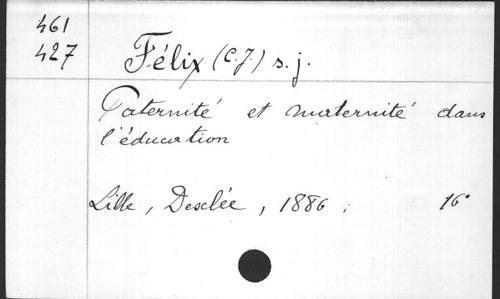 461
427
Félix (C.J.) s.j.
Paternité et maternité dans
l'éducation
Lille, Desclée, 1886. 16°